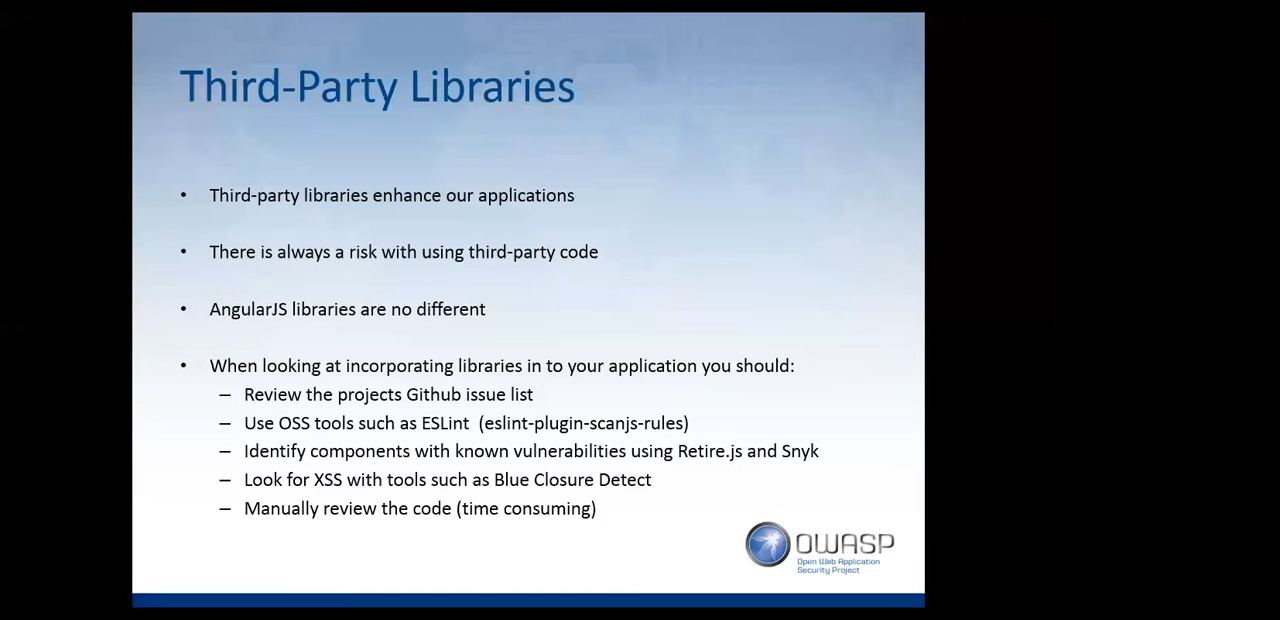 Third-Party Libraries
• Third-party libraries enhance our applications
• There is always a risk with using third-party code
• AngularJS libraries are no different
• When looking at incorporating libraries in to your application you should:
– Review the projects Github issue list
– Use OSS tools such as ESLint (eslint-plugin-scanjs-rules)
– Identify components with known vulnerabilities using Retire.js and Snyk
– Look for XSS with tools such as Blue Closure Detect
– Manually review the code (time consuming)
OWASP
Open Web Application
Security Project